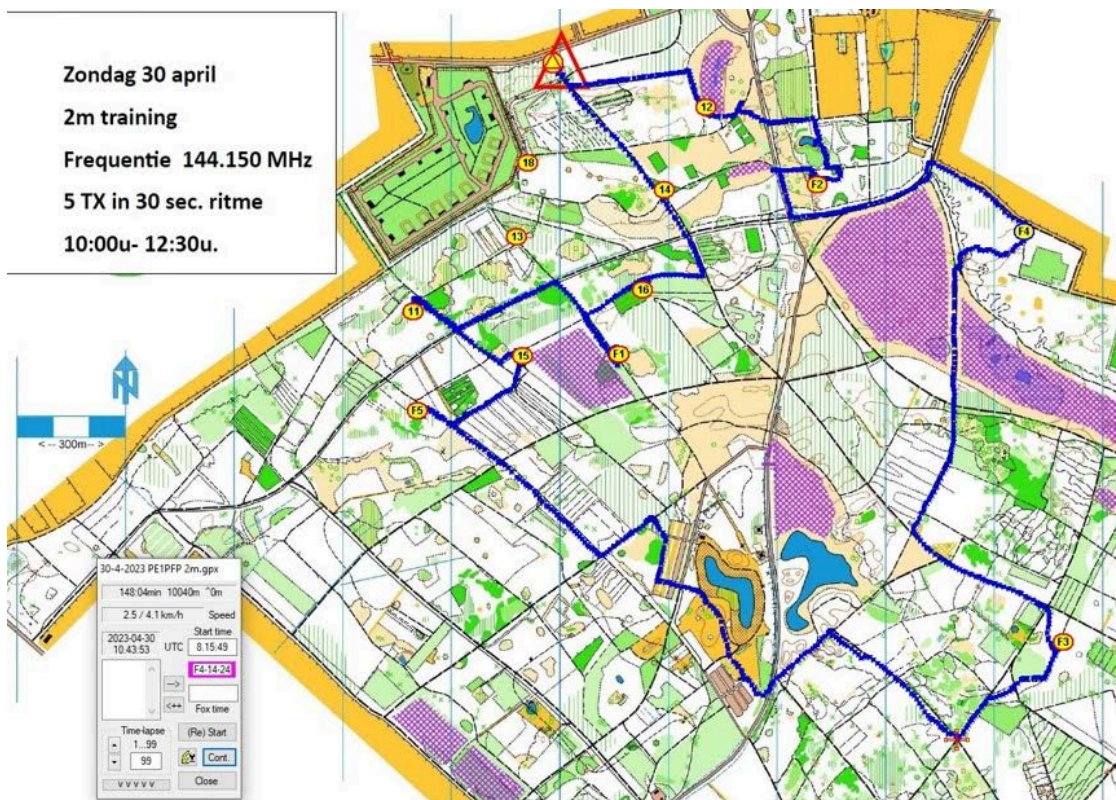 Zondag 30 april
2m training
Frequentie 144.150 MHz
5 TX in 30 sec. ritme
10:00u- 12:30u.
12
18
14
F2
13
F4
16
11
15
F1
F5
N
< -- 300m-- >
F3
30-4-2023 PE1PFP 2m.gpx
148:04min 10040m ^0m
2.5 / 4.1 km/h Speed
2023-04-30
10.43:53
UTC
Start time
8.15:49
F4-14-24
-->
<++
Fox time
Time-lapse
1...99
99
(Re) Start
Cont.
V V V V V
Close